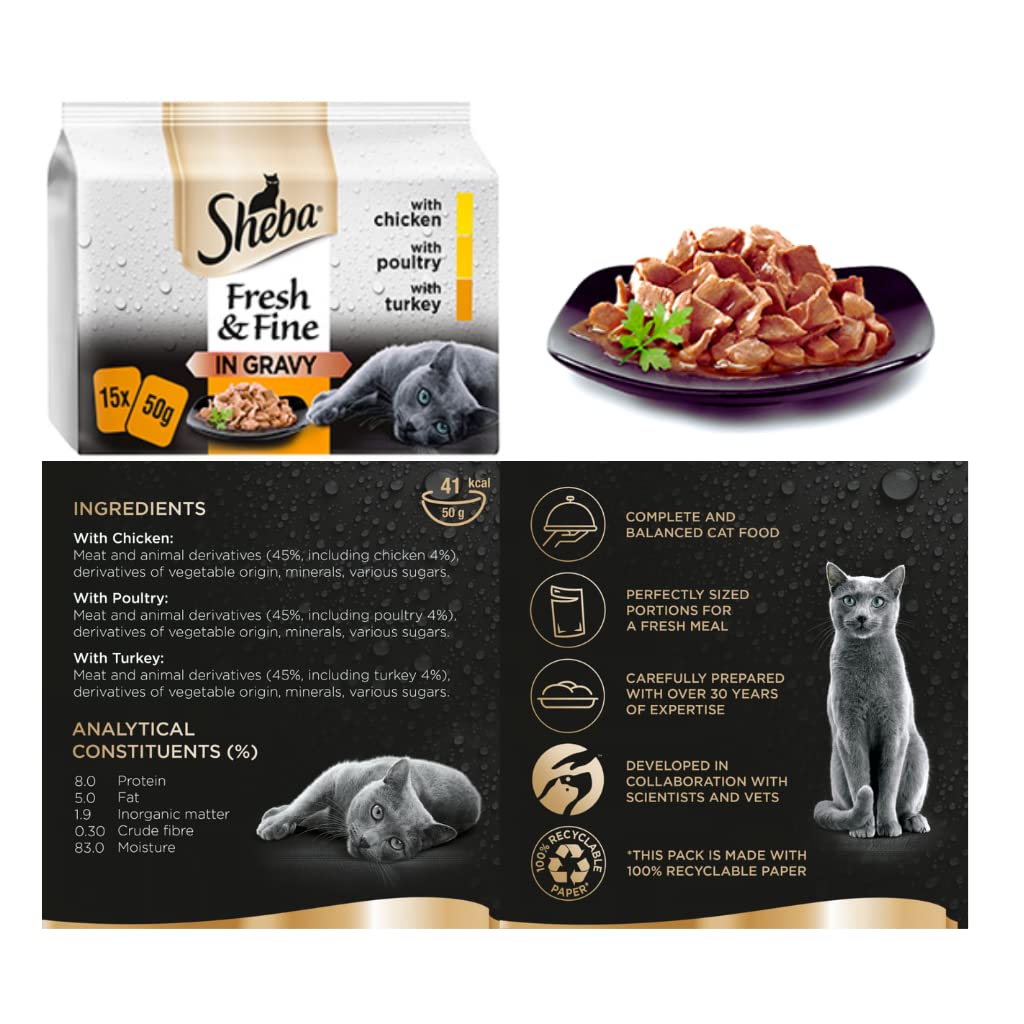 Sheba®
with
chicken
with
poultry
with
turkey
Fresh
& Fine
IN GRAVY
15x
50g
INGREDIENTS
41 kcal
50 g
With Chicken:
Meat and animal derivatives (45%, including chicken 4%),
derivatives of vegetable origin, minerals, various sugars.
With Poultry:
Meat and animal derivatives (45%, including poultry 4%),
derivatives of vegetable origin, minerals, various sugars.
With Turkey:
Meat and animal derivatives (45%, including turkey 4%),
derivatives of vegetable origin, minerals, various sugars.
ANALYTICAL
CONSTITUENTS (%)
8.0 Protein
5.0 Fat
1.9 Inorganic matter
0.30 Crude fibre
83.0 Moisture
COMPLETE AND
BALANCED CAT FOOD
PERFECTLY SIZED
PORTIONS FOR
A FRESH MEAL
CAREFULLY PREPARED
WITH OVER 30 YEARS
OF EXPERTISE
DEVELOPED IN
COLLABORATION WITH
SCIENTISTS AND VETS
100% RECYCLABLE
PAPER*
*THIS PACK IS MADE WITH
100% RECYCLABLE PAPER